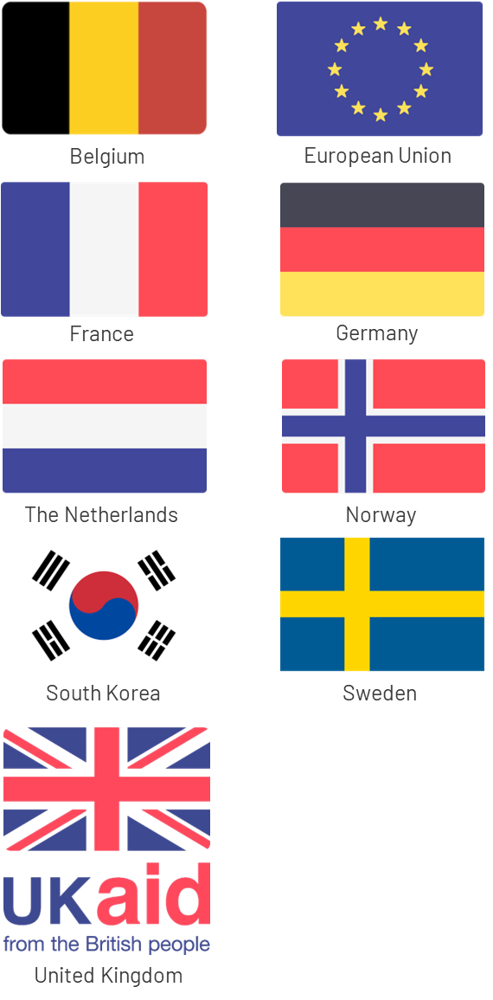 Belgium
European Union
France
Germany
The Netherlands
Norway
South Korea
Sweden
UKaid
from the British people
United Kingdom